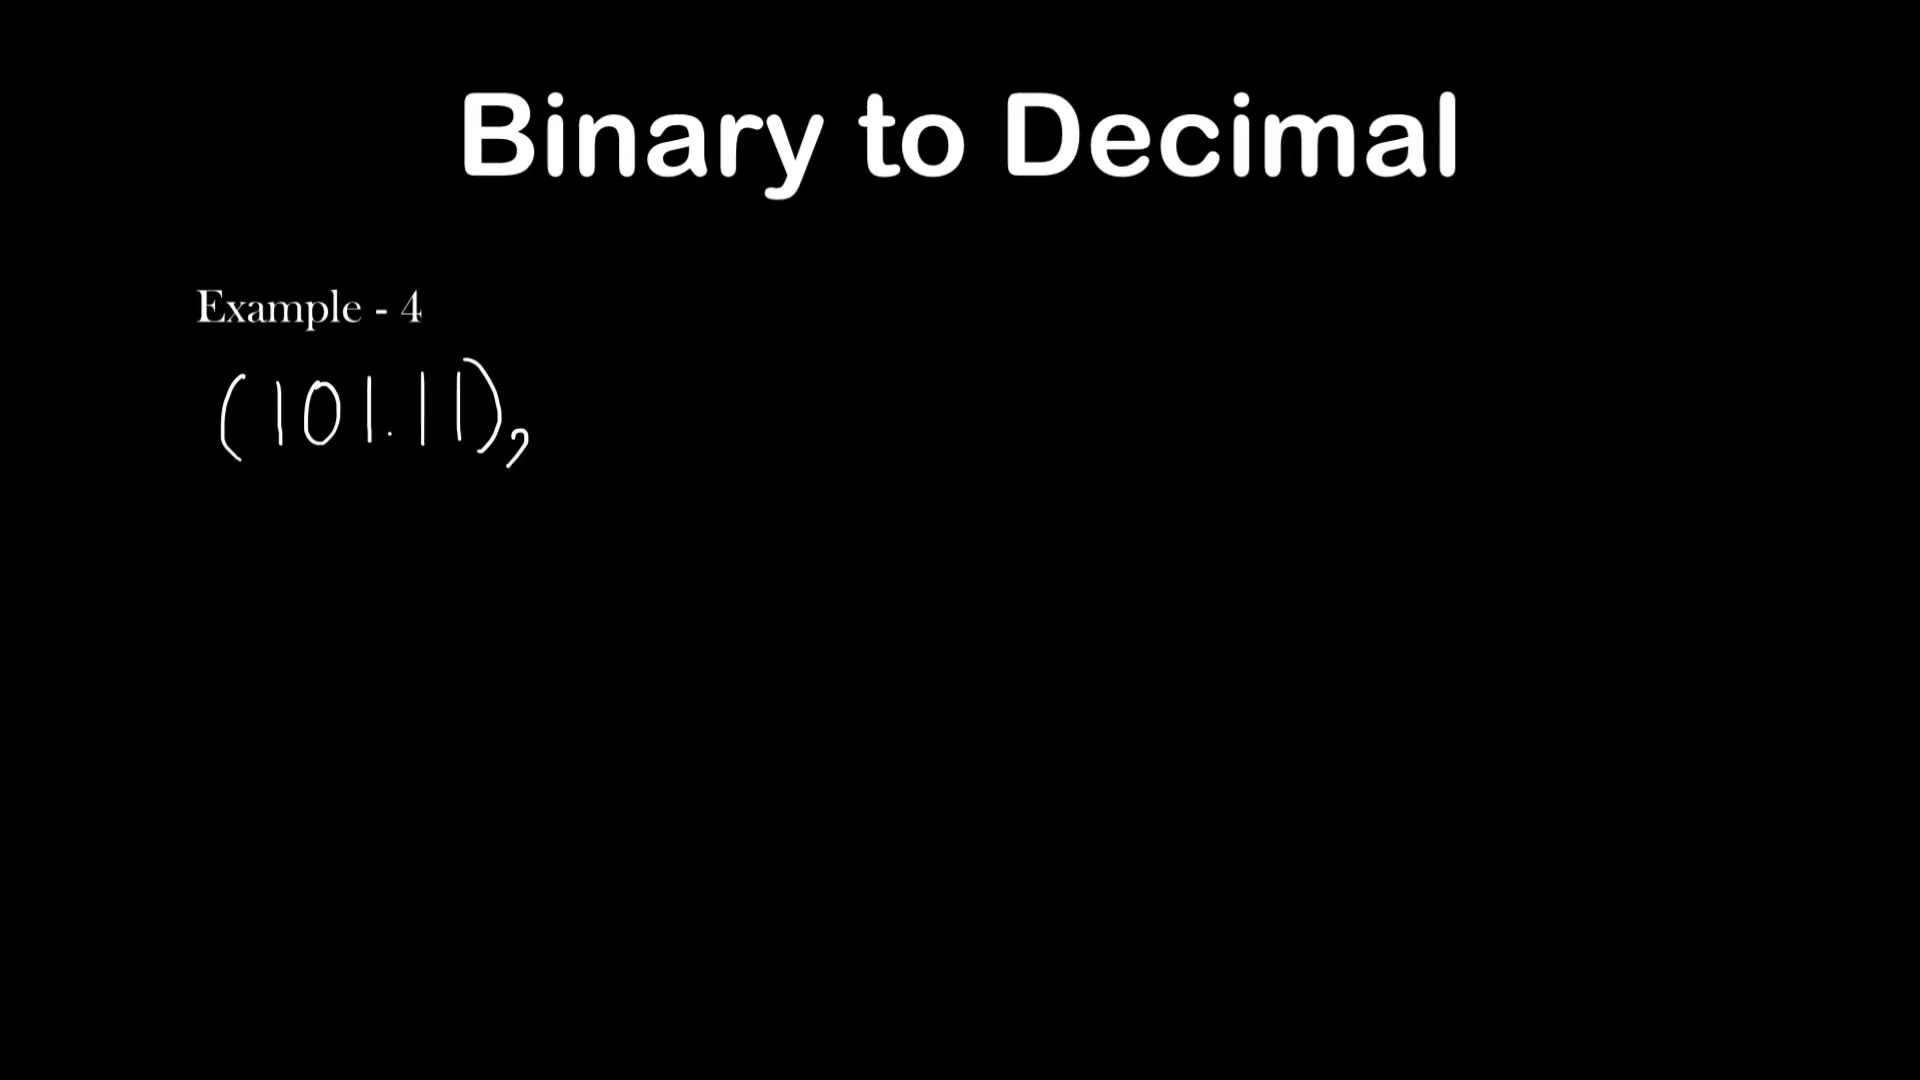 Binary to Decimal
Example - 4
(101.11)₂